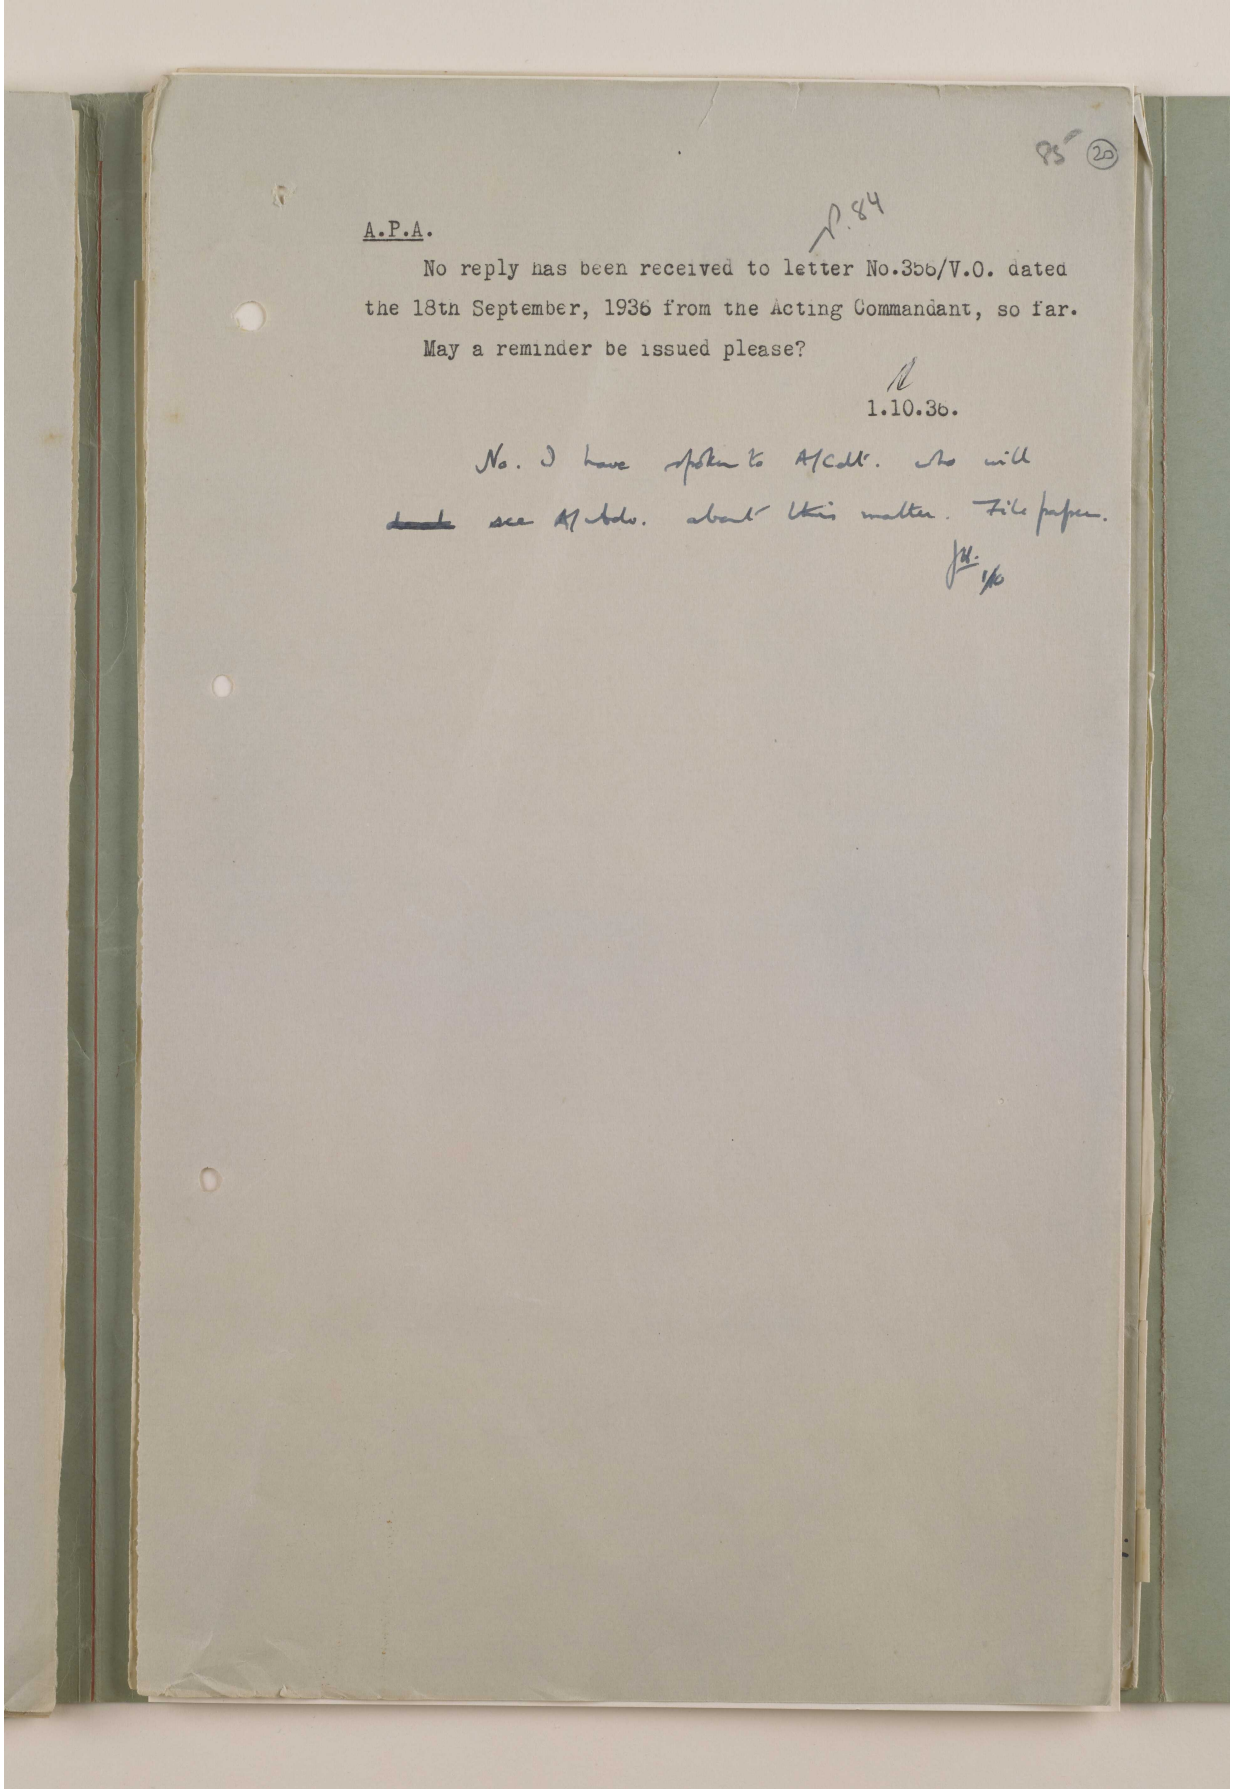 85 20
P. 84
A.P.A.
No reply has been received to letter No.356/V.O. dated
the 18th September, 1936 from the Acting Commandant, so far.
May a reminder be issued please?
1.10.36.
No. I have spoken to A/Cdt. who will
see about this matter. File paper.
1/10